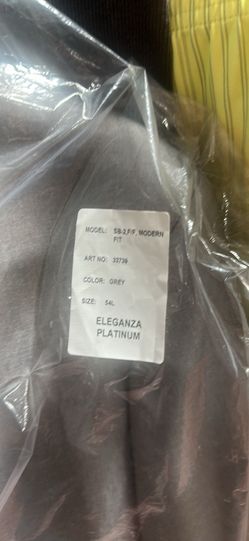 MODEL: SB-2,F/F, MODERN
FIT
ART NO: 33739
COLOR: GREY
SIZE: 54L
ELEGANZA
PLATINUM